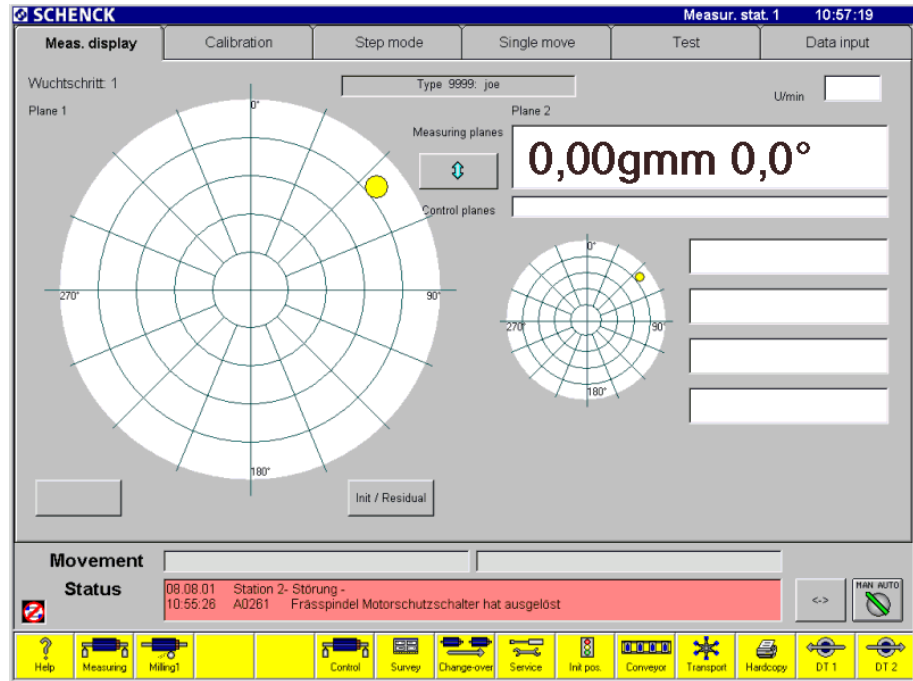 SCHENCK Measur. stat. 1 10:57:19
Meas. display Calibration Step mode Single move Test Data input
Wuchtschritt: 1 Type 9999: joe U/min
Plane 1 Plane 2
Measuring planes
0,00gmm 0,0°
Control planes
0°
270° 90°
180°
0°
270° 90°
180°
Init / Residual
Movement
Status
08.08.01 Station 2- Störung -
10:55:26 A0261 Frässpindel Motorschutzschalter hat ausgelöst
<-> MAN AUTO
Help Measuring Milling1 Control Survey Change-over Service Init pos. Conveyor Transport Hardcopy DT 1 DT 2